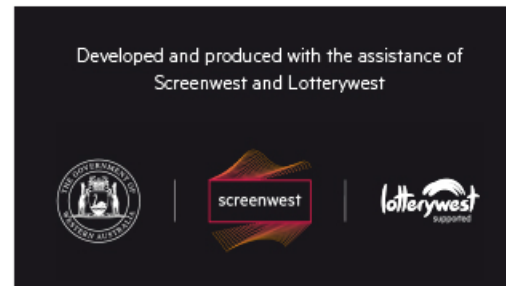 Developed and produced with the assistance of
Screenwest and Lotterywest
THE GOVERNMENT OF
WESTERN AUSTRALIA
screenwest
lotterywest
supported